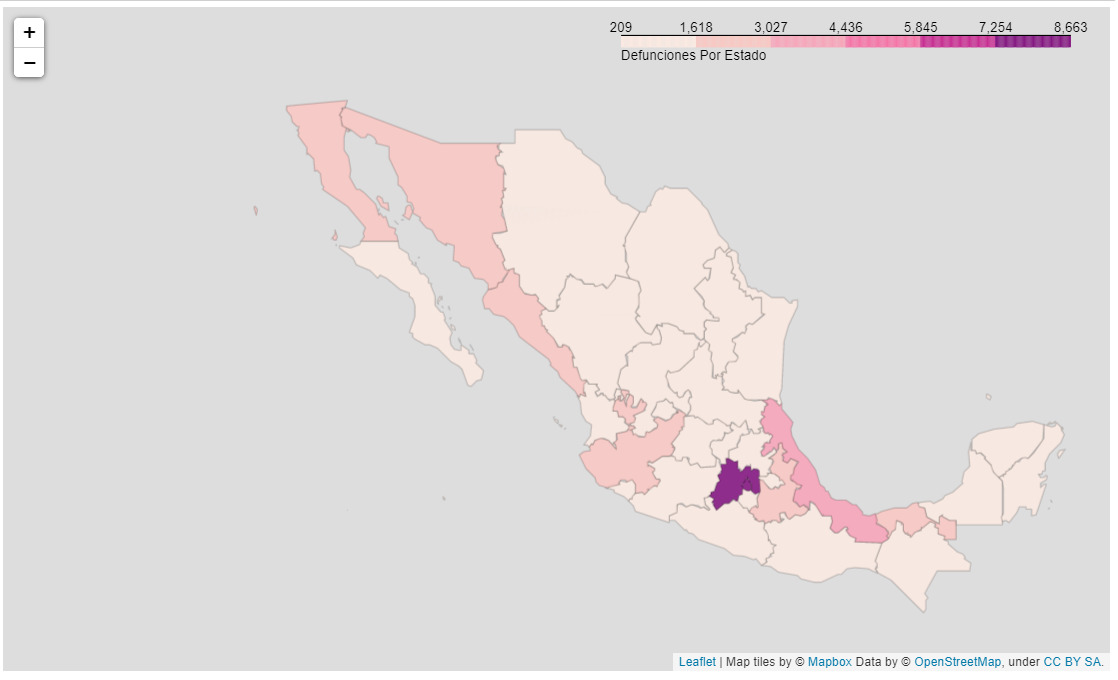 +
−
209 1,618 3,027 4,436 5,845 7,254 8,663
Defunciones Por Estado
Leaflet | Map tiles by © Mapbox Data by © OpenStreetMap, under CC BY SA.